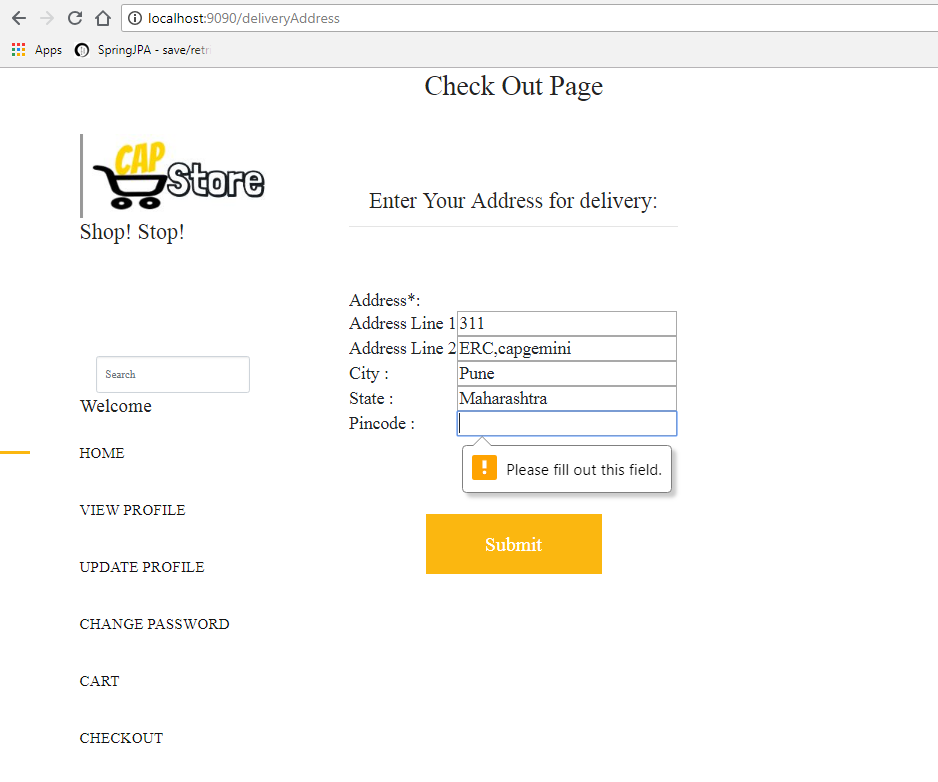 localhost:9090/deliveryAddress
Apps SpringJPA - save/retr
Check Out Page
CAP
Store
Shop! Stop!
Enter Your Address for delivery:
Address*:
Address Line 1 311
Address Line 2 ERC,capgemini
City : Pune
State : Maharashtra
Pincode :
! Please fill out this field.
Submit
Search
Welcome
HOME
VIEW PROFILE
UPDATE PROFILE
CHANGE PASSWORD
CART
CHECKOUT